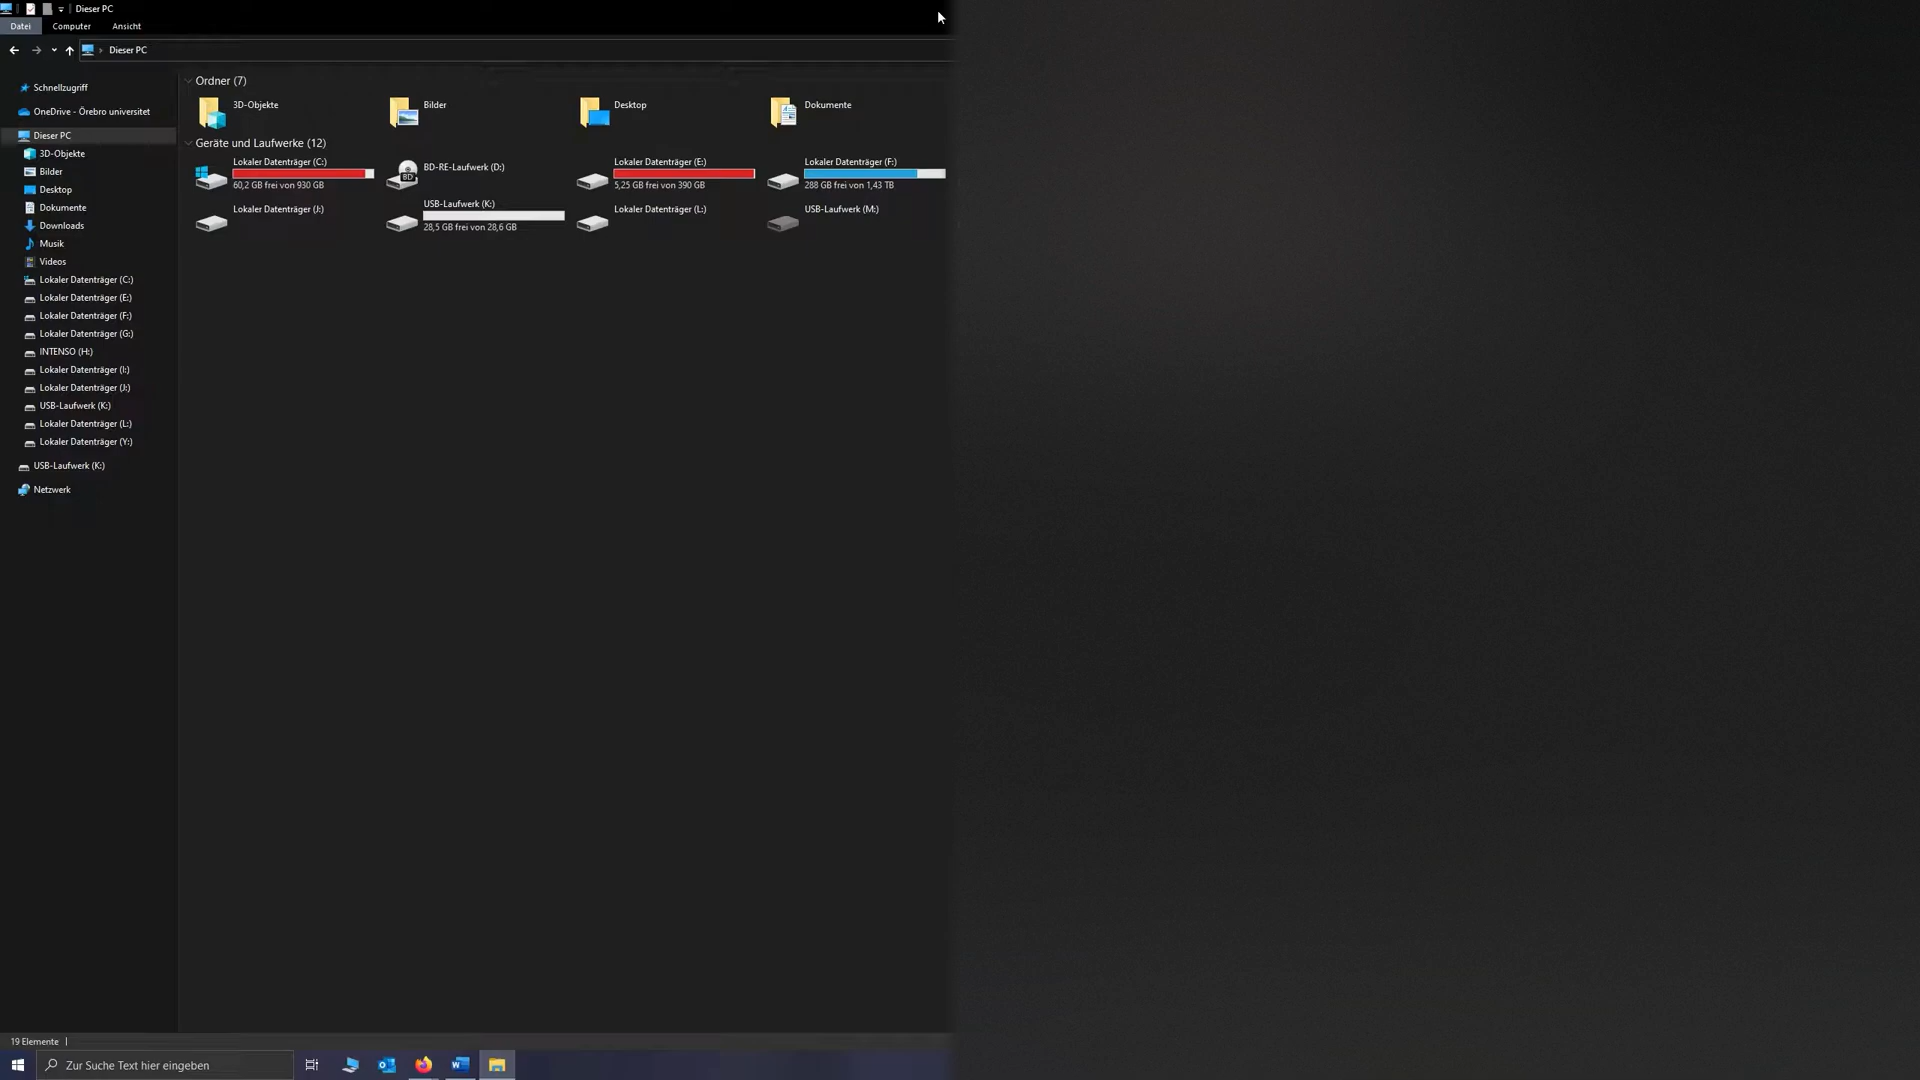 Dieser PC
Datei Computer Ansicht
Dieser PC
Schnellzugriff
OneDrive - Örebro universitet
Dieser PC
3D-Objekte
Bilder
Desktop
Dokumente
Downloads
Musik
Videos
Lokaler Datenträger (C:)
Lokaler Datenträger (E:)
Lokaler Datenträger (F:)
Lokaler Datenträger (G:)
INTENSO (H:)
Lokaler Datenträger (I:)
Lokaler Datenträger (J:)
USB-Laufwerk (K:)
Lokaler Datenträger (L:)
Lokaler Datenträger (Y:)
USB-Laufwerk (K:)
Netzwerk
Ordner (7)
3D-Objekte Bilder Desktop Dokumente
Geräte und Laufwerke (12)
Lokaler Datenträger (C:)
60,2 GB frei von 930 GB
BD-RE-Laufwerk (D:)
BD
Lokaler Datenträger (E:)
5,25 GB frei von 390 GB
Lokaler Datenträger (F:)
288 GB frei von 1,43 TB
Lokaler Datenträger (J:)
USB-Laufwerk (K:)
28,5 GB frei von 28,6 GB
Lokaler Datenträger (L:)
USB-Laufwerk (M:)
19 Elemente
Zur Suche Text hier eingeben